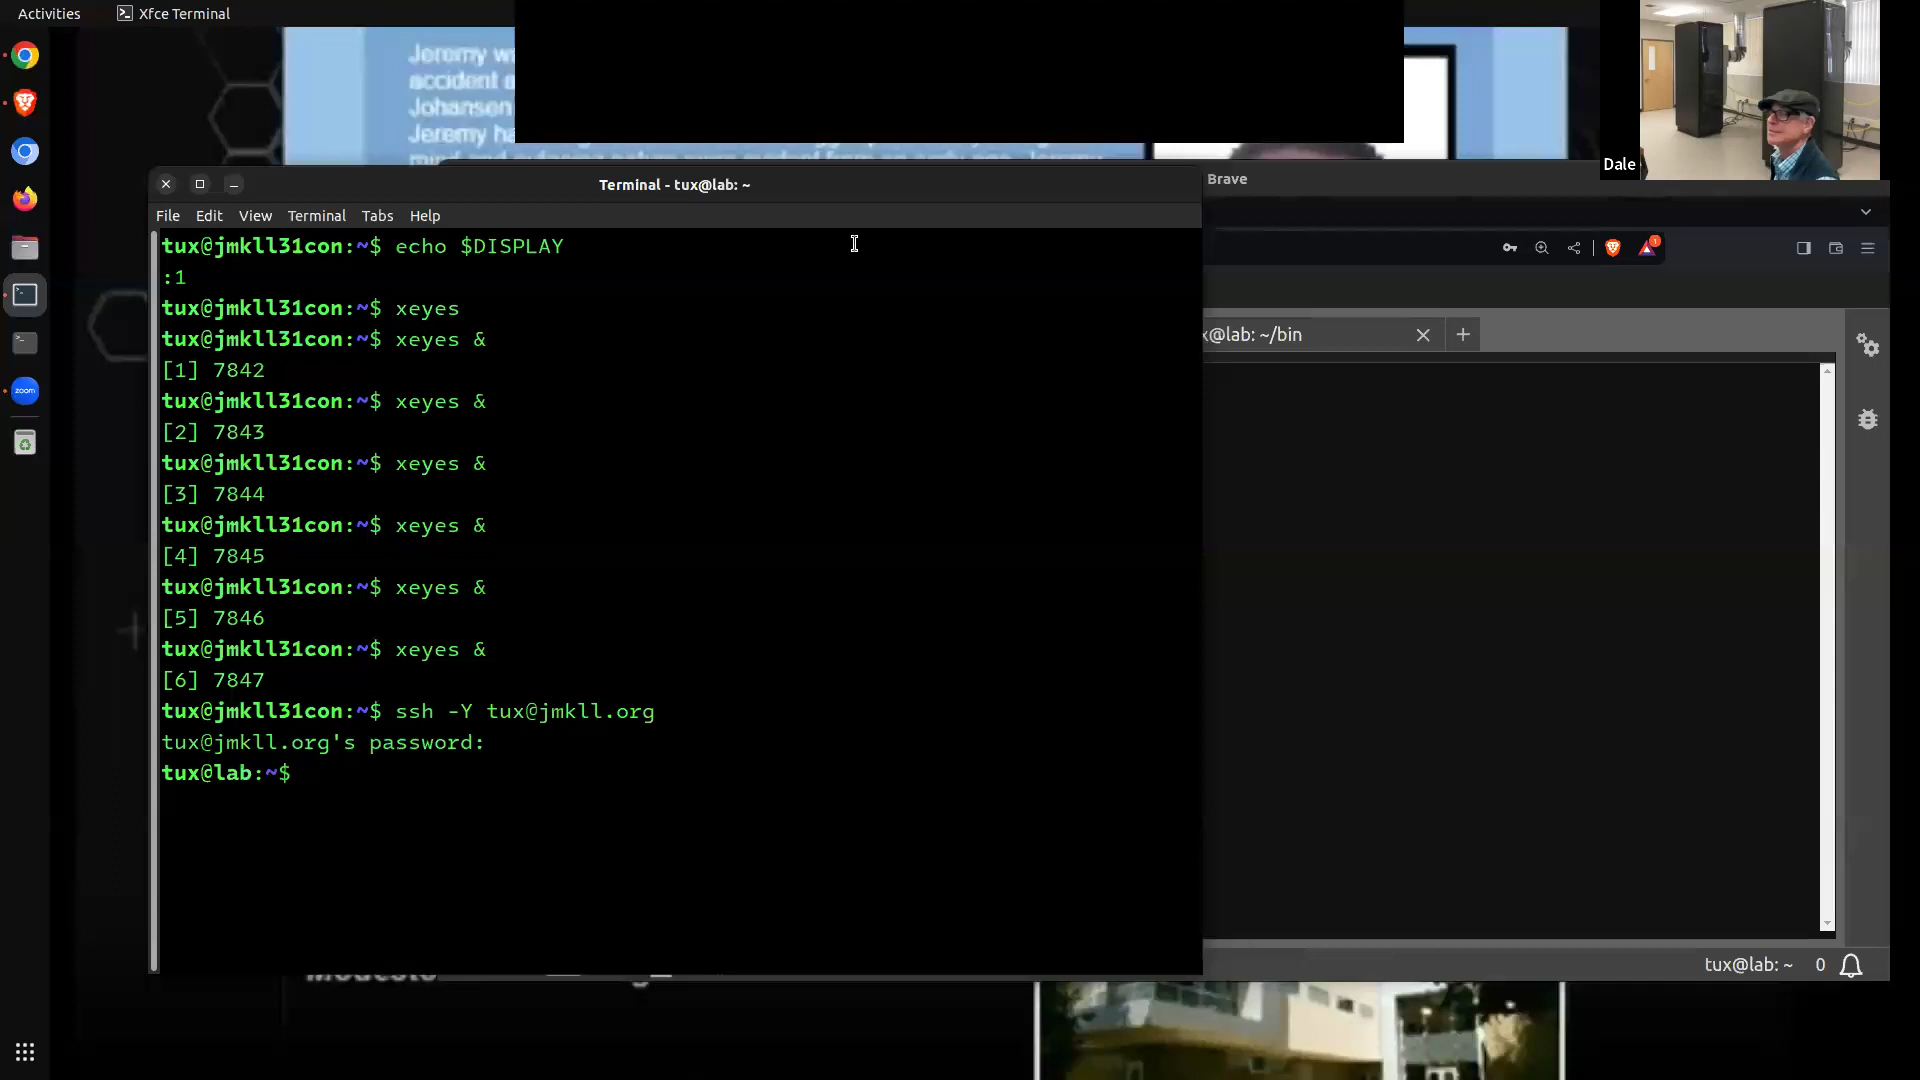 Activities
Xfce Terminal
Jeremy
accident
Johansen
Jeremy
Dale
Brave
Terminal - tux@lab: ~
File Edit View Terminal Tabs Help
tux@jmkll31con:~$ echo $DISPLAY
:1
tux@jmkll31con:~$ xeyes
tux@jmkll31con:~$ xeyes &
[1] 7842
tux@jmkll31con:~$ xeyes &
[2] 7843
tux@jmkll31con:~$ xeyes &
[3] 7844
tux@jmkll31con:~$ xeyes &
[4] 7845
tux@jmkll31con:~$ xeyes &
[5] 7846
tux@jmkll31con:~$ xeyes &
[6] 7847
tux@jmkll31con:~$ ssh -Y tux@jmkll.org
tux@jmkll.org's password:
tux@lab:~$
x@lab: ~/bin
zoom
1
tux@lab: ~ 0
Modesto